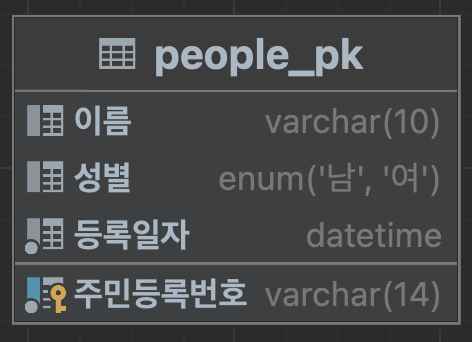 people_pk
이름 varchar(10)
성별 enum('남', '여')
등록일자 datetime
주민등록번호 varchar(14)